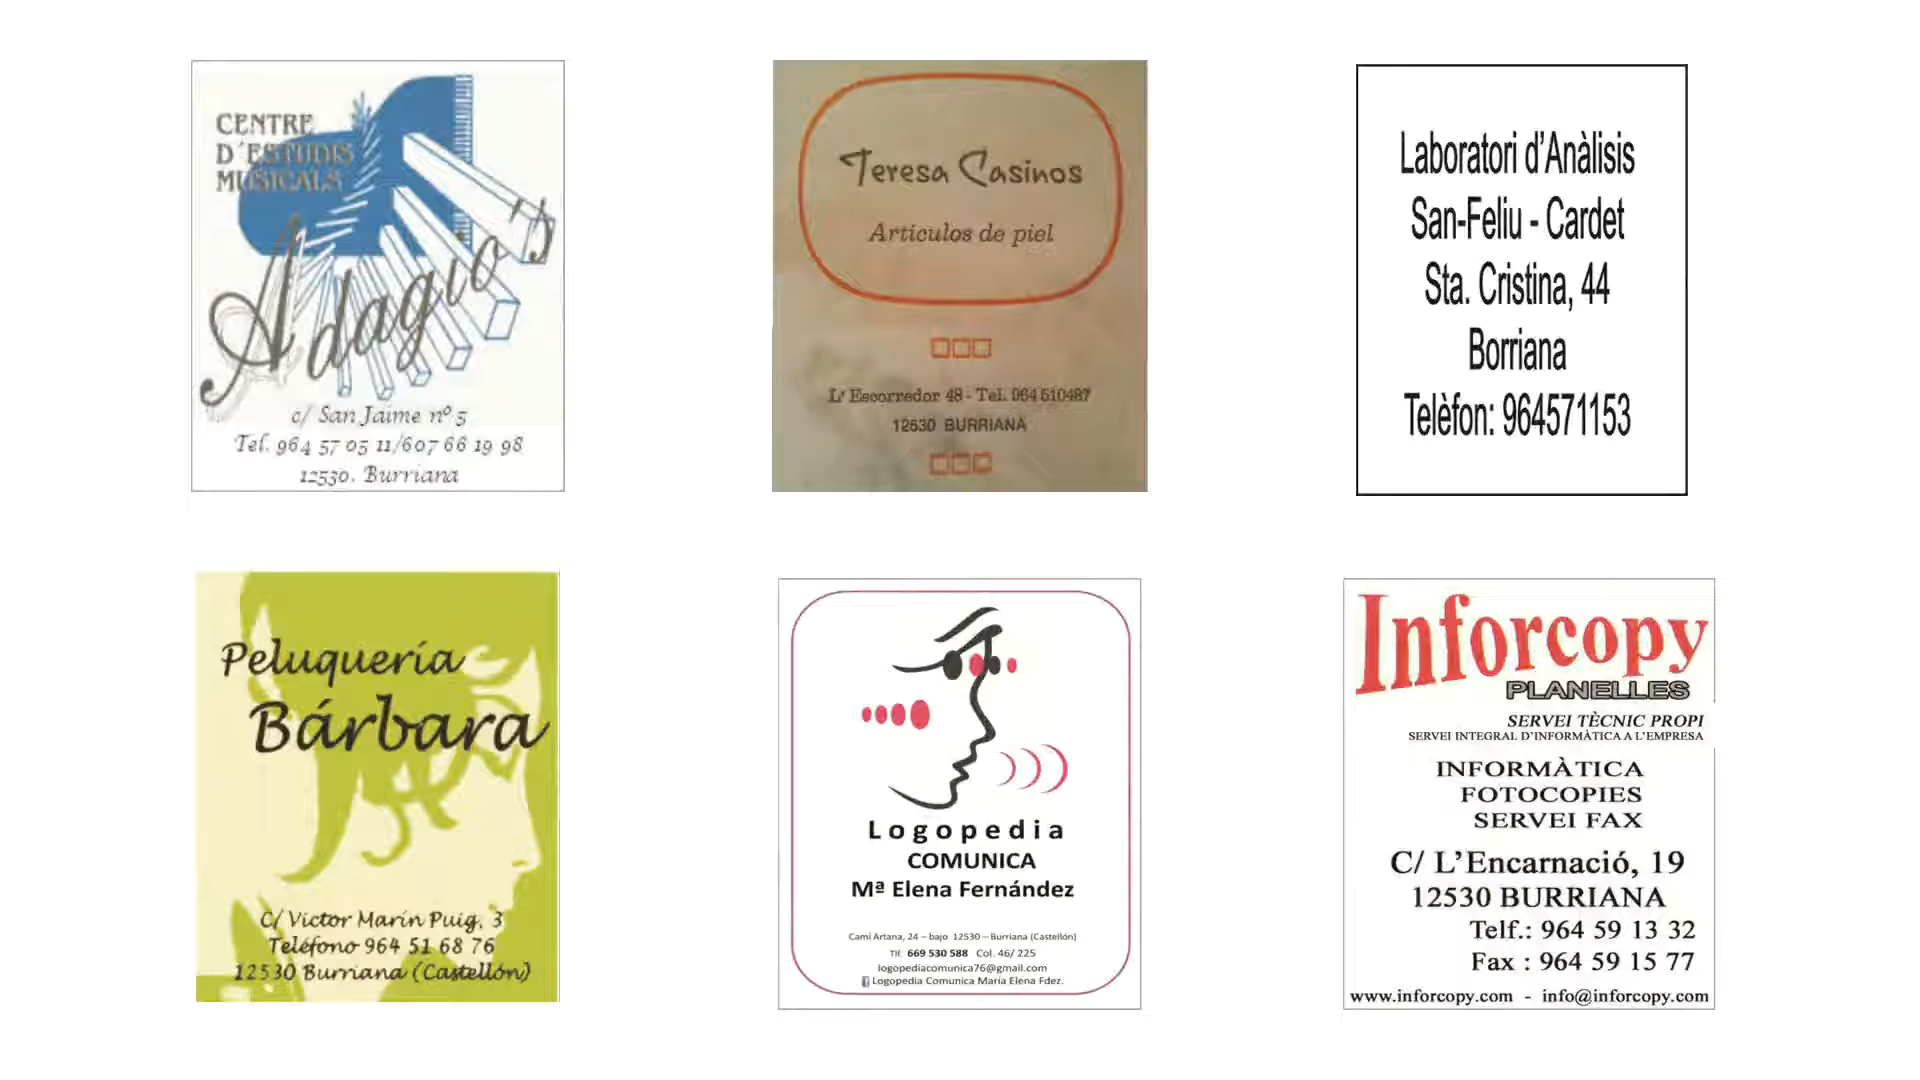 CENTRE
D´ESTUDIS
MUSICALS
Adagio's
c/ San Jaime nº 5
Tel. 964 57 05 11/607 66 19 98
12530. Burriana
Teresa Casinos
Articulos de piel
L' Escorredor 48 - Tel. 964 510487
12530 BURRIANA
Laboratori d'Anàlisis
San-Feliu - Cardet
Sta. Cristina, 44
Borriana
Telèfon: 964571153
Peluquería
Bárbara
C/ Victor Marín Puig, 3
Teléfono 964 51 68 76
12530 Burriana (Castellón)
Logopedia
COMUNICA
Mª Elena Fernández
Camí Artana, 24 – bajo 12530 – Burriana (Castellón)
Tlf: 669 530 588 Col. 46/ 225
logopediacomunica76@gmail.com
Logopedia Comunica María Elena Fdez.
Inforcopy
PLANELLES
SERVEI TÈCNIC PROPI
SERVEI INTEGRAL D'INFORMÀTICA A L'EMPRESA
INFORMÀTICA
FOTOCOPIES
SERVEI FAX
C/ L'Encarnació, 19
12530 BURRIANA
Telf.: 964 59 13 32
Fax : 964 59 15 77
www.inforcopy.com - info@inforcopy.com